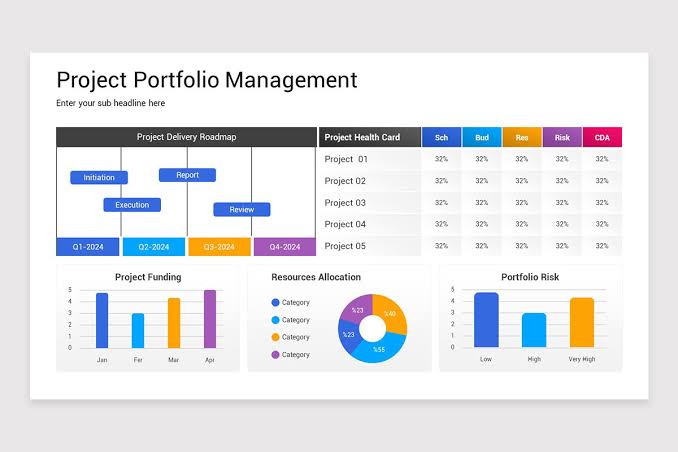 Project Portfolio Management
Enter your sub headline here
Project Delivery Roadmap
Initiation
Report
Execution
Review
Q1-2024 Q2-2024 Q3-2024 Q4-2024
Project Health Card Sch Bud Res Risk CDA
Project 01 32% 32% 32% 32% 32%
Project 02 32% 32% 32% 32% 32%
Project 03 32% 32% 32% 32% 32%
Project 04 32% 32% 32% 32% 32%
Project 05 32% 32% 32% 32% 32%
Project Funding
5
4
3
2
1
0
Jan Fer Mar Apr
Resources Allocation
Category
Category
Category
Category
%23 %40
%23
%55
Portfolio Risk
5
4
3
2
1
0
Low High Very High